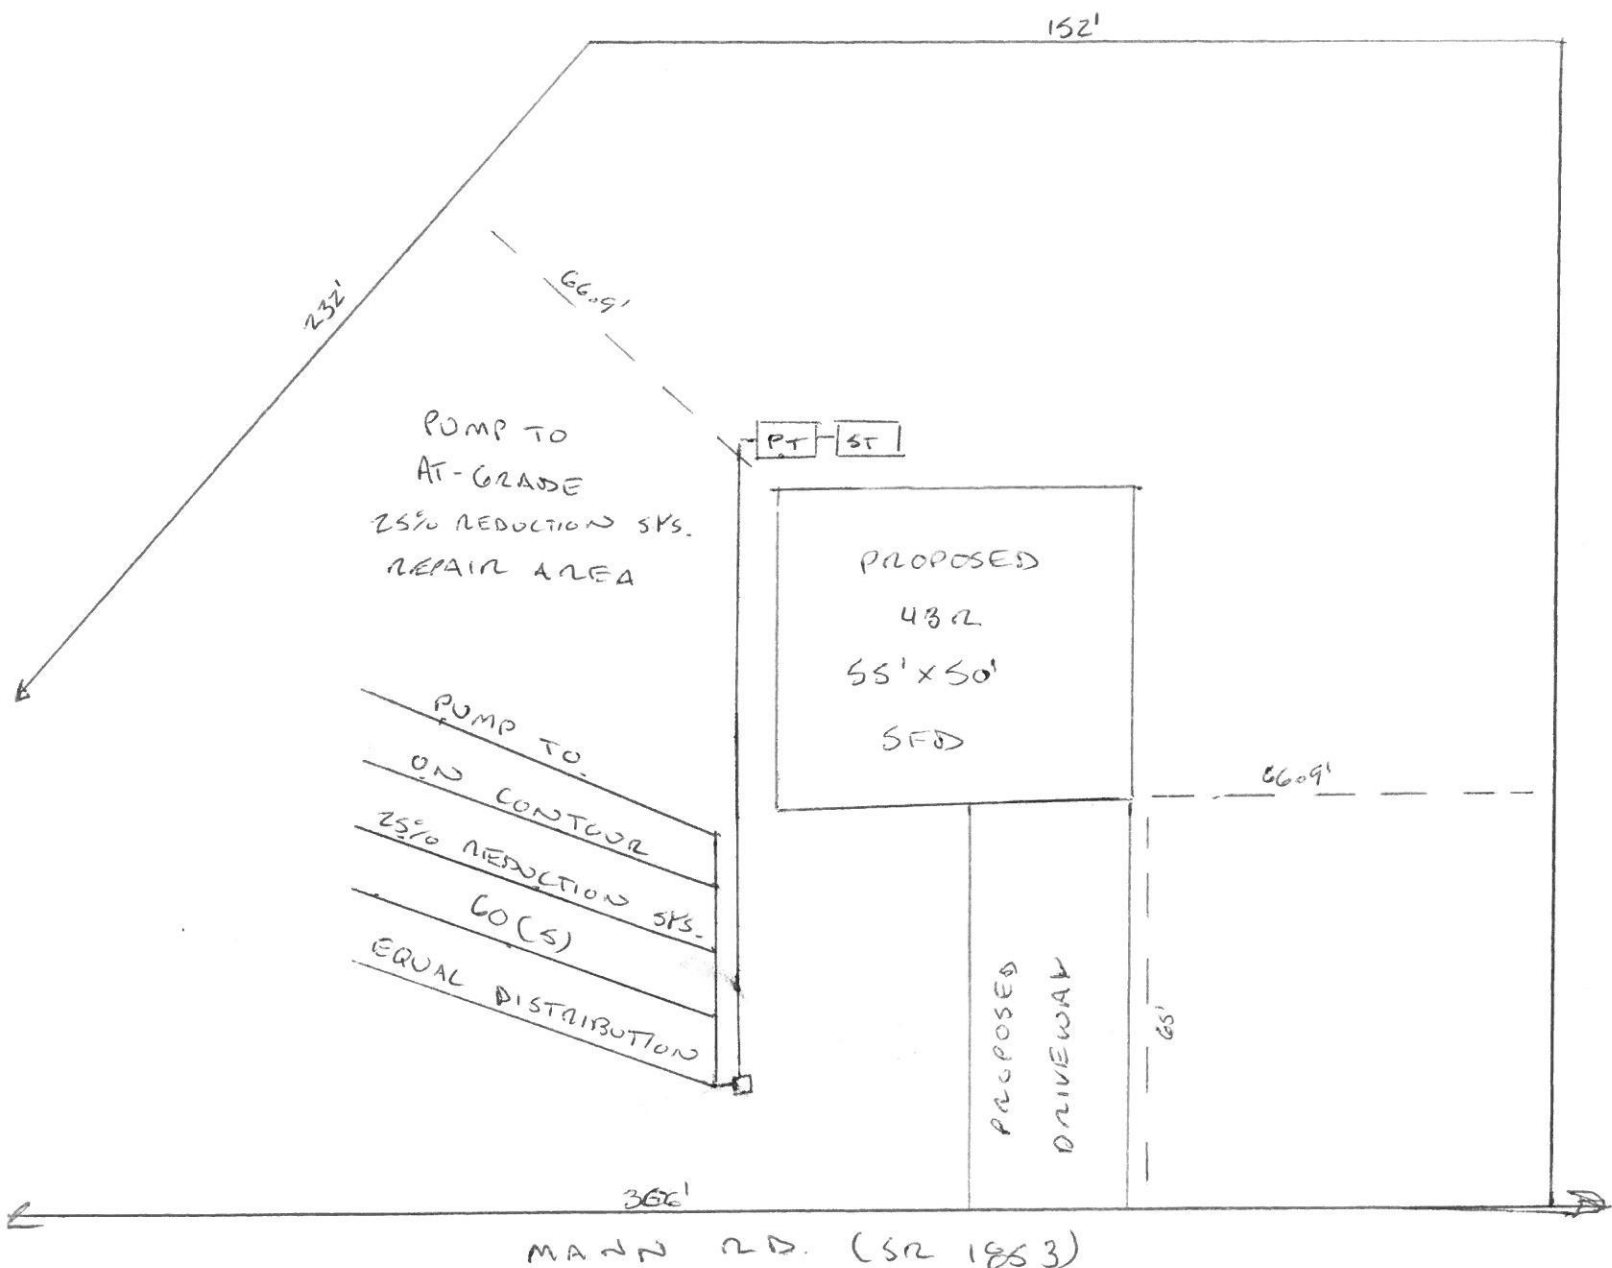 152'
232'
66.9'
PUMP TO
AT-GRADE
25% REDUCTION SYS.
REPAIR AREA
PT
ST
PROPOSED
4BR
55' X 50'
SFD
66.9'
PUMP TO
ON CONTOUR
25% REDUCTION SYS.
60(S)
EQUAL DISTRIBUTION
PROPOSED
DRIVEWAY
65'
MANN RD. (SR 1853)